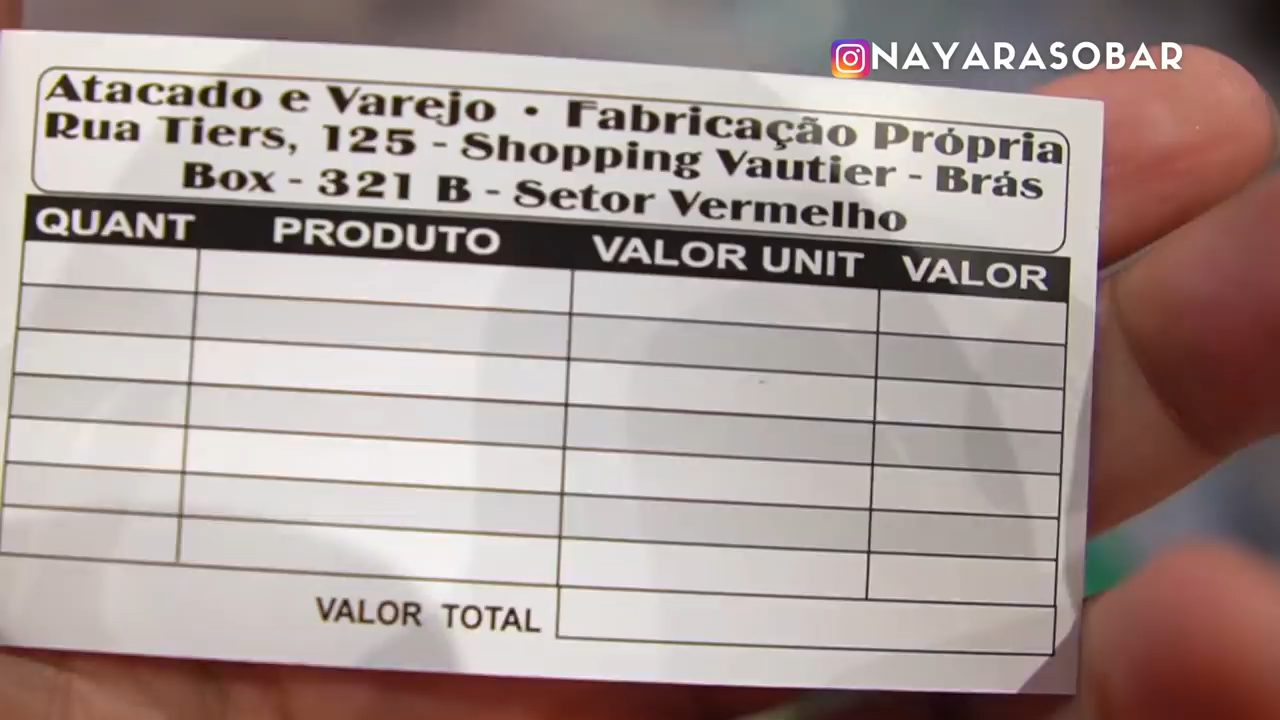 NAYARASOBAR
Atacado e Varejo • Fabricação Própria
Rua Tiers, 125 - Shopping Vautier - Brás
Box - 321 B - Setor Vermelho
QUANT PRODUTO VALOR UNIT VALOR
VALOR TOTAL